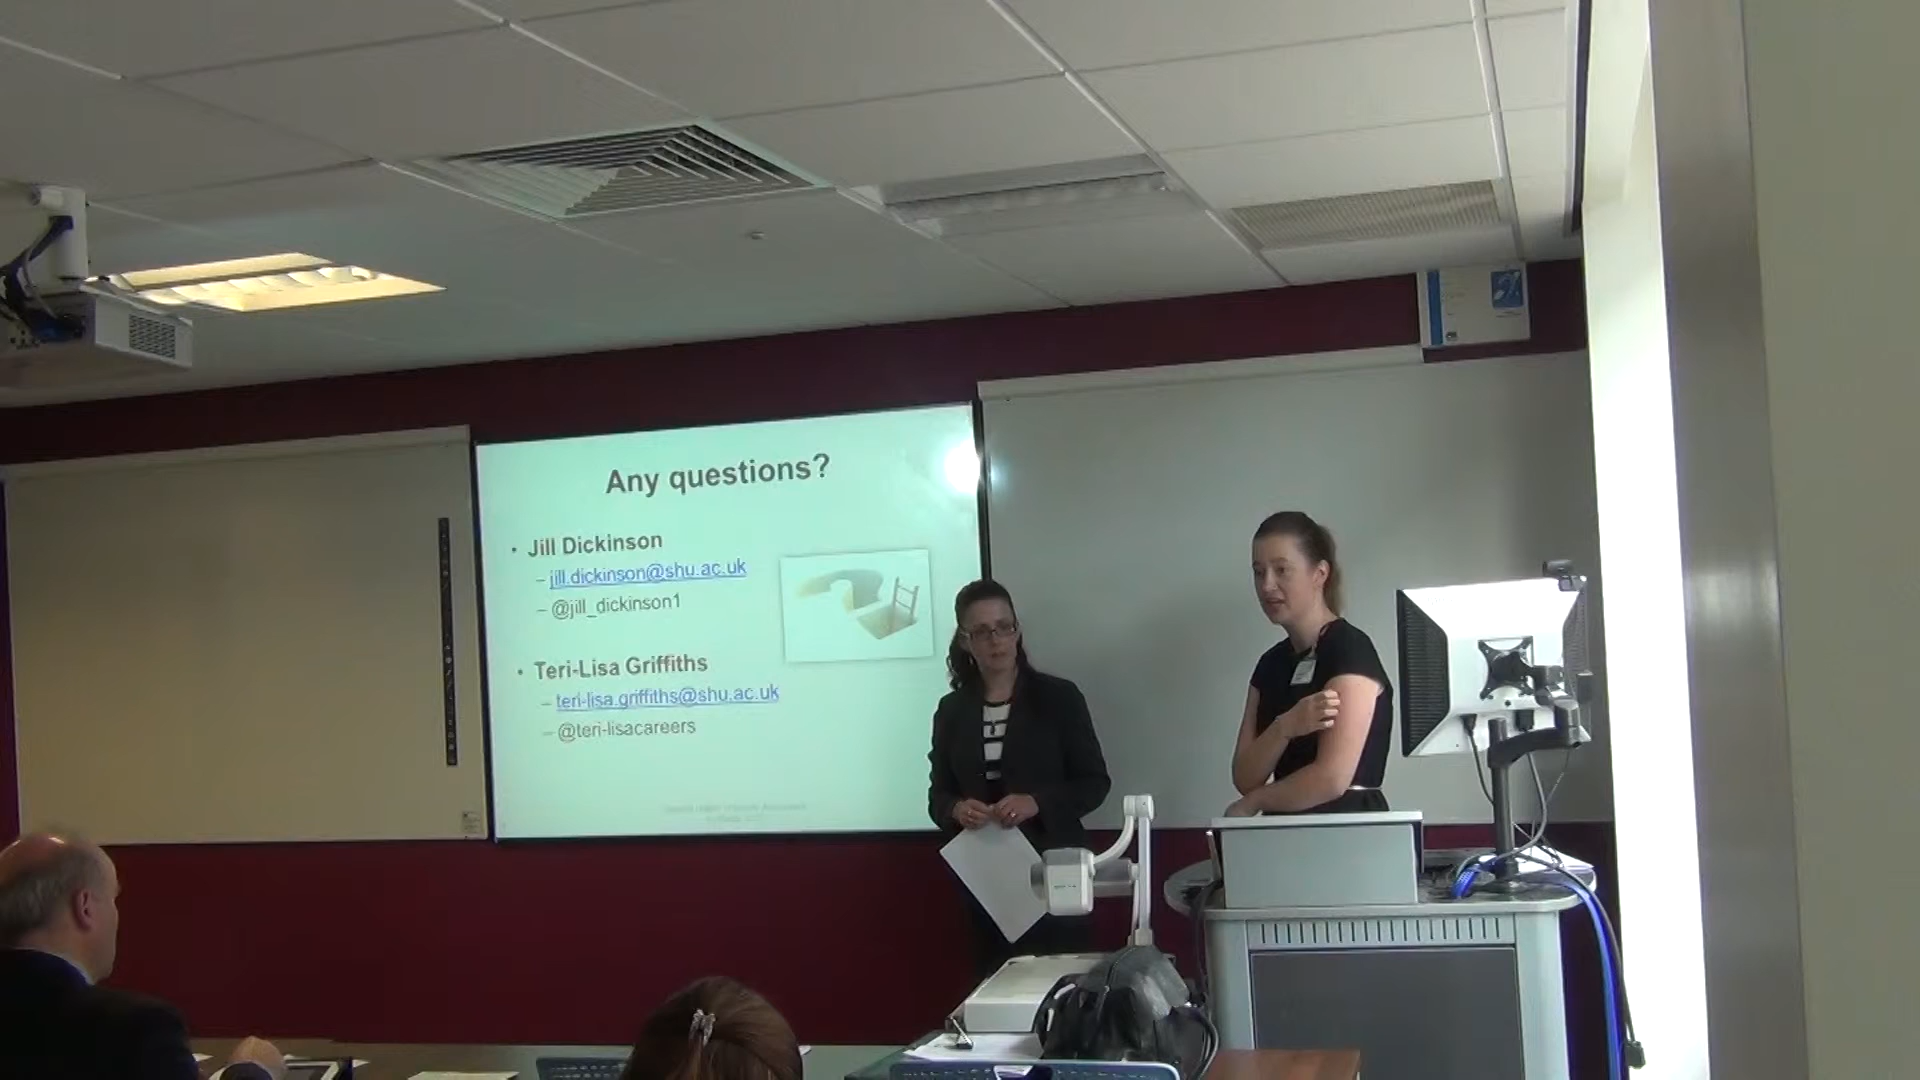 Any questions?
• Jill Dickinson
– jill.dickinson@shu.ac.uk
– @jill_dickinson1
• Teri-Lisa Griffiths
– teri-lisa.griffiths@shu.ac.uk
– @teri-lisacareers